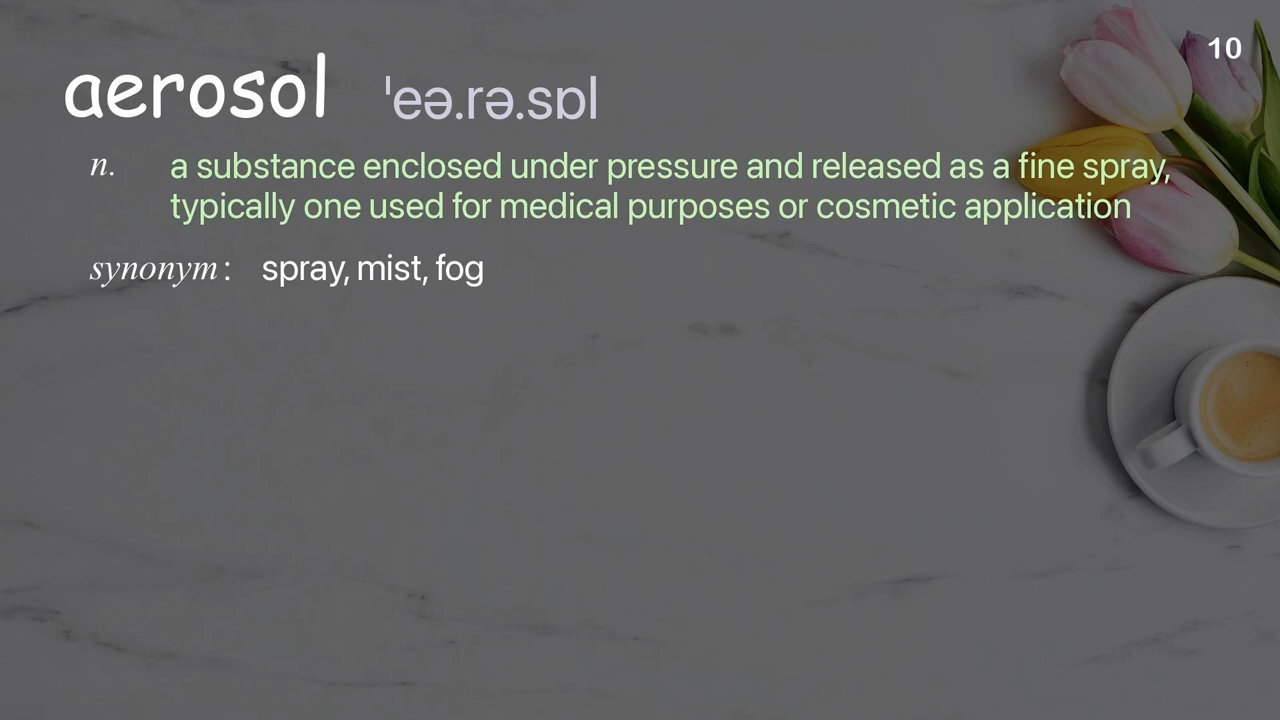 10
aerosol ˈeə.rə.sɒl
n. a substance enclosed under pressure and released as a fine spray,
typically one used for medical purposes or cosmetic application
synonym: spray, mist, fog